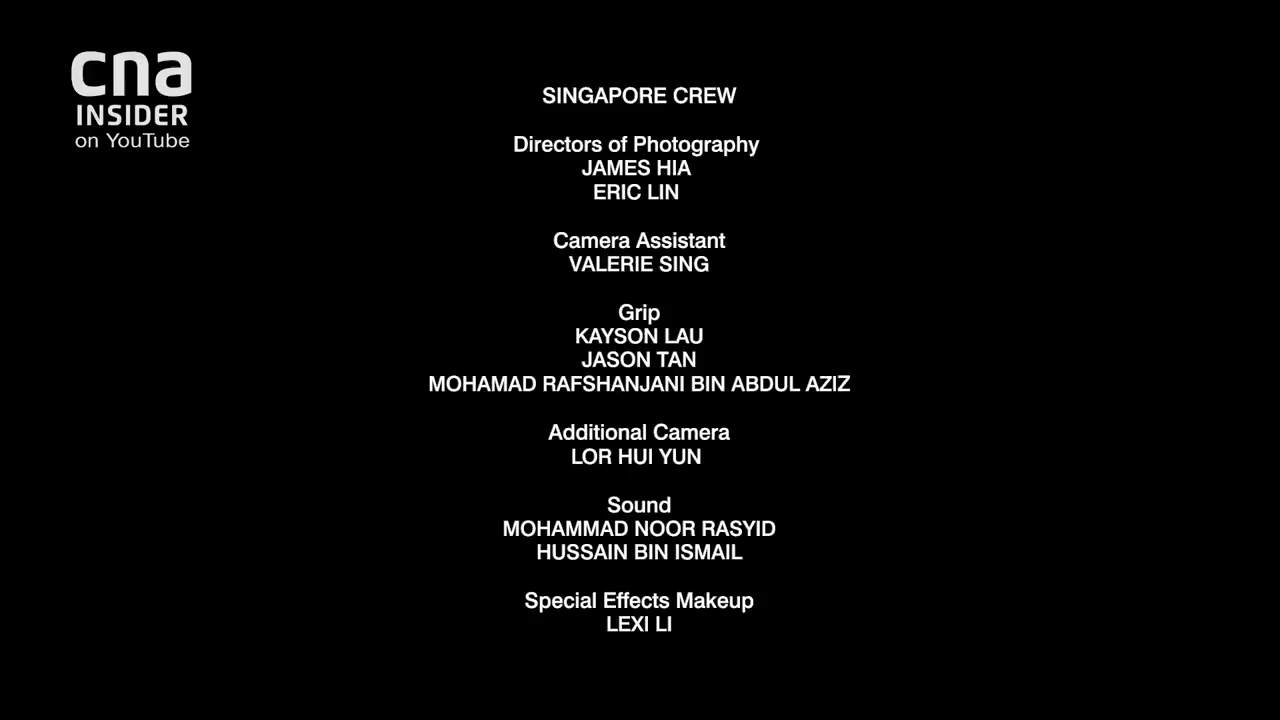 cna
INSIDER
on YouTube
SINGAPORE CREW
Directors of Photography
JAMES HIA
ERIC LIN
Camera Assistant
VALERIE SING
Grip
KAYSON LAU
JASON TAN
MOHAMAD RAFSHANJANI BIN ABDUL AZIZ
Additional Camera
LOR HUI YUN
Sound
MOHAMMAD NOOR RASYID
HUSSAIN BIN ISMAIL
Special Effects Makeup
LEXI LI